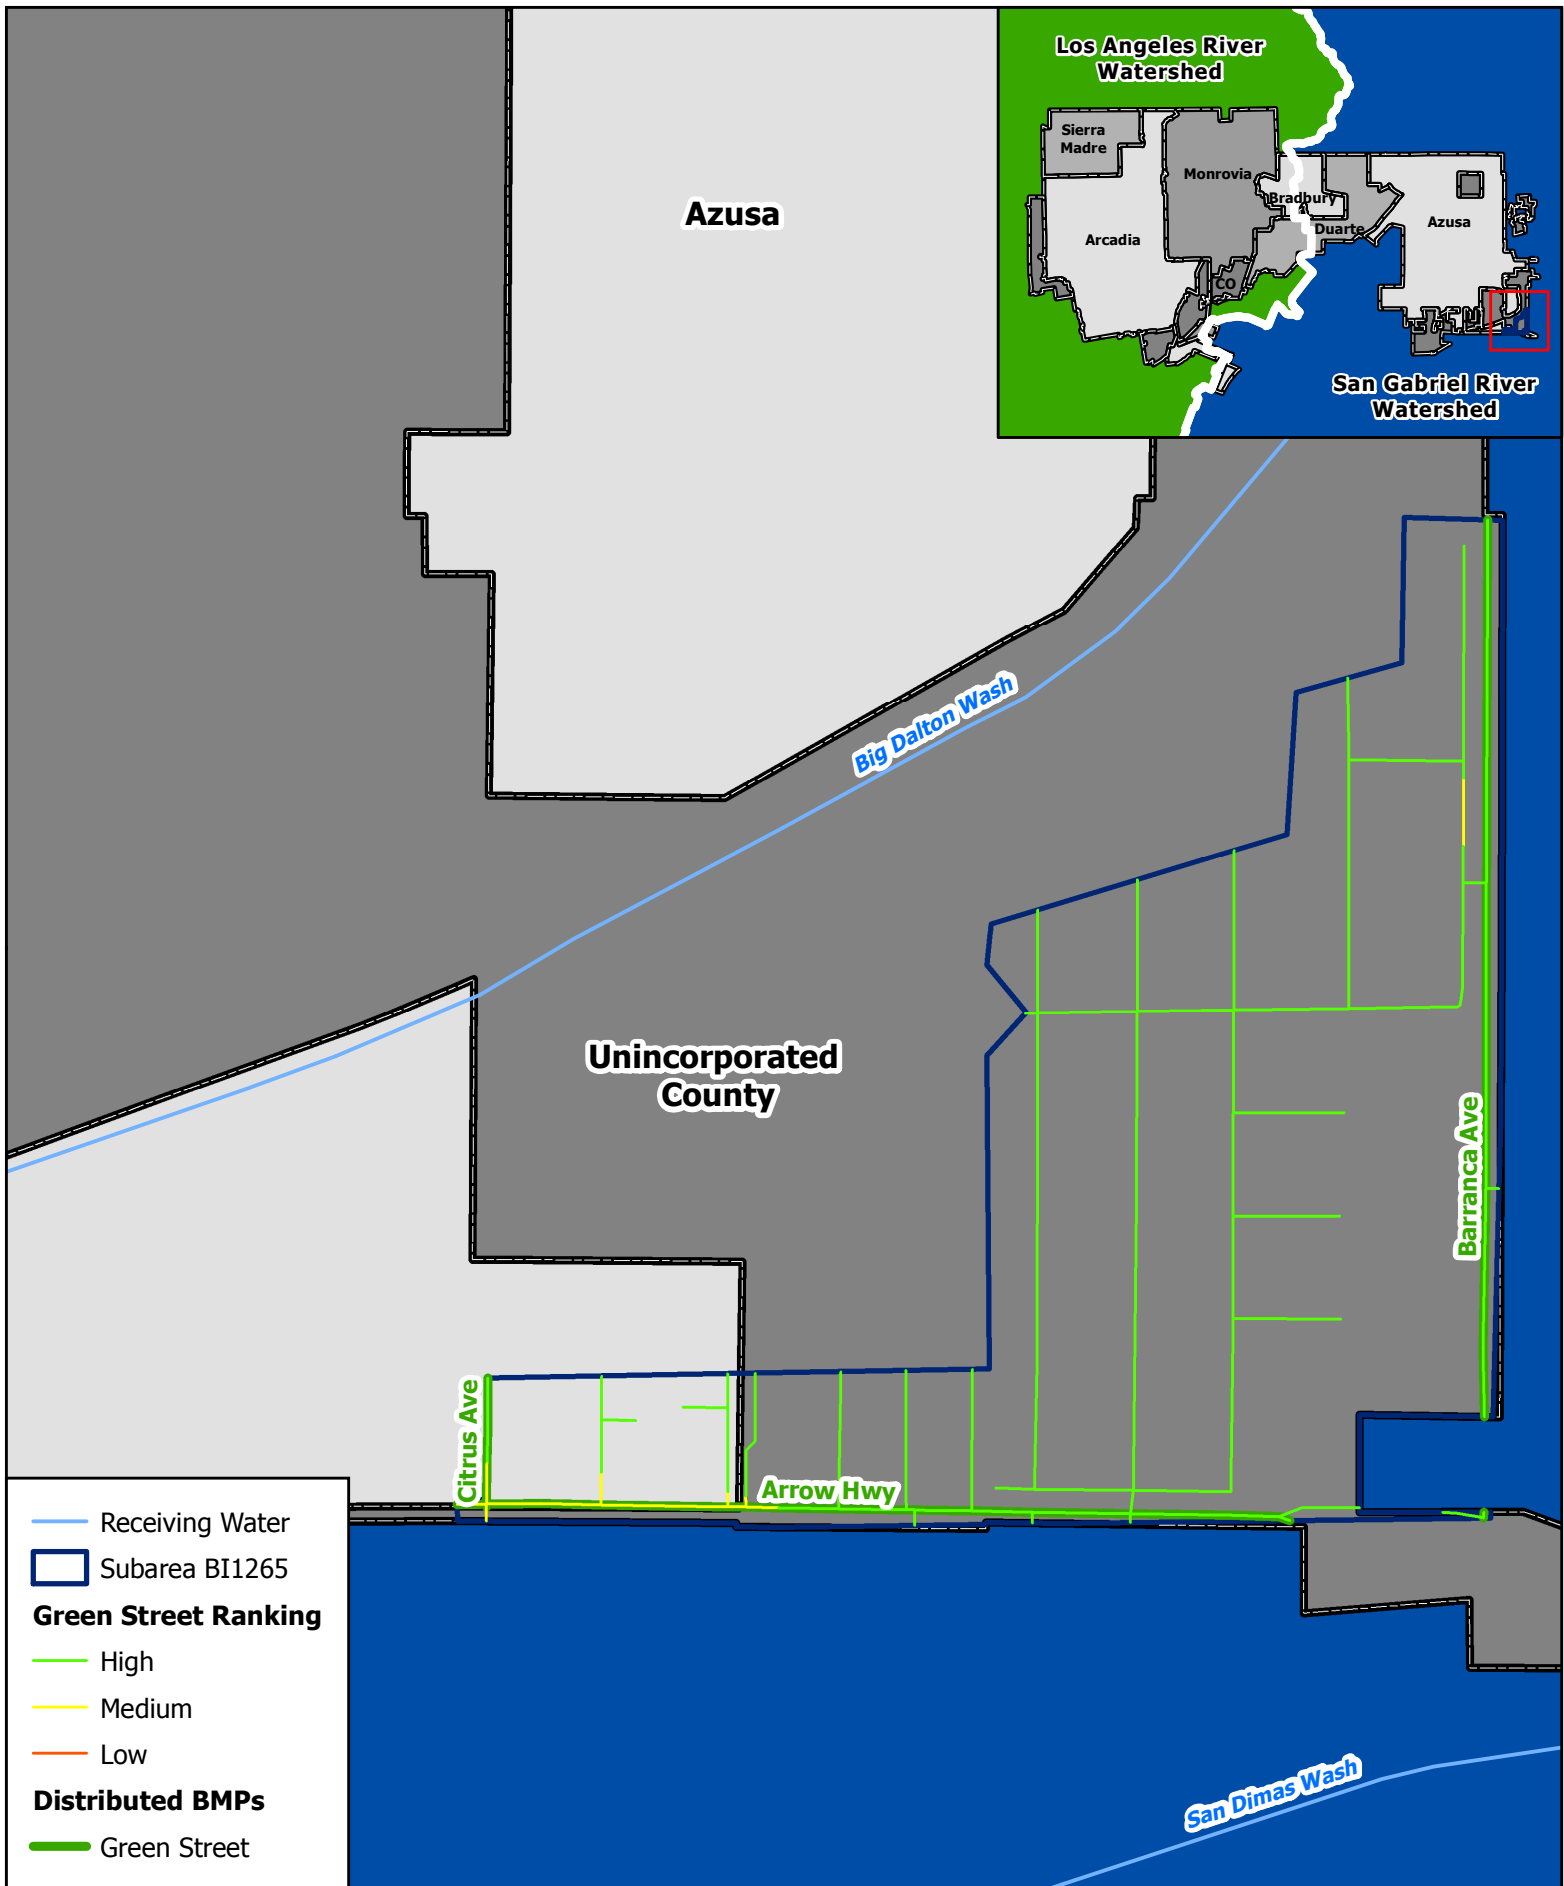 Los Angeles River
Watershed
Sierra
Madre
Monrovia
Bradbury
Duarte
Azusa
Arcadia
CO
San Gabriel River
Watershed
Azusa
Big Dalton Wash
Unincorporated
County
Barranca Ave
Citrus Ave
Arrow Hwy
San Dimas Wash
Receiving Water
Subarea BI1265
Green Street Ranking
High
Medium
Low
Distributed BMPs
Green Street